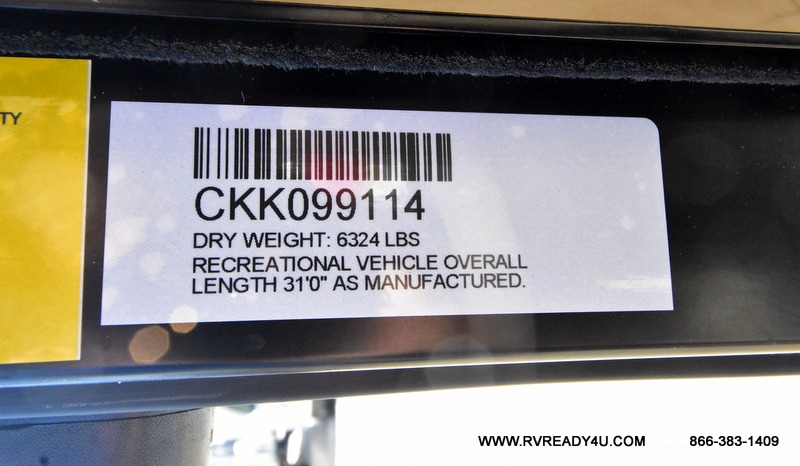 TY
CKK099114
DRY WEIGHT: 6324 LBS
RECREATIONAL VEHICLE OVERALL
LENGTH 31'0" AS MANUFACTURED.
WWW.RVREADY4U.COM 866-383-1409